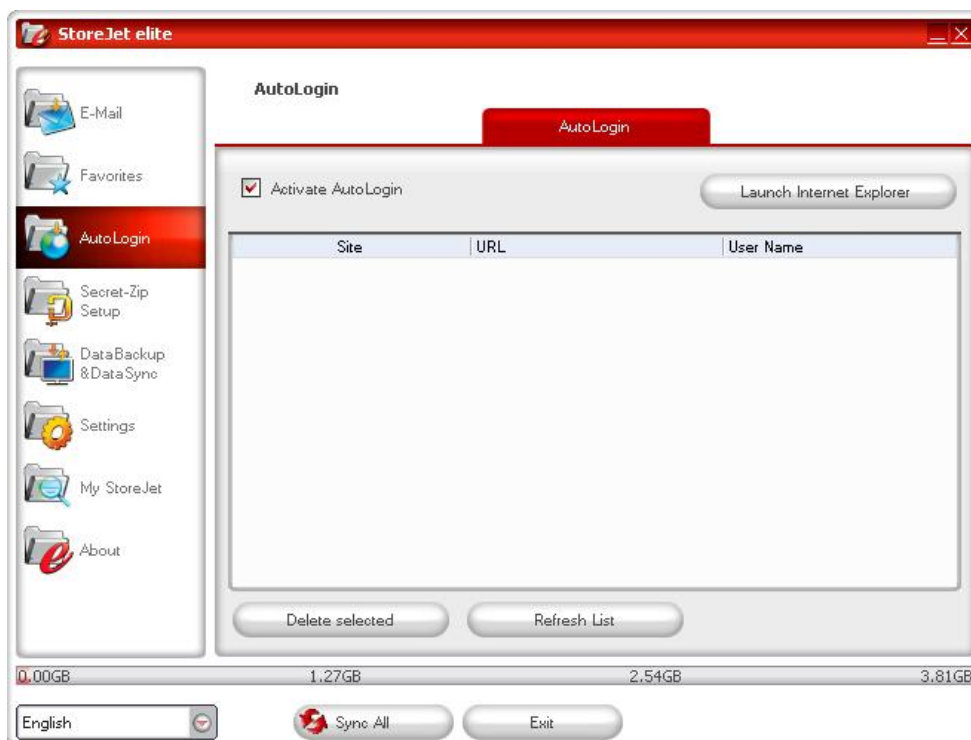 StoreJet elite
E-Mail
Favorites
AutoLogin
Secret-Zip
Setup
DataBackup
&DataSync
Settings
My StoreJet
About
AutoLogin
AutoLogin
Activate AutoLogin
Launch Internet Explorer
Site URL User Name
Delete selected Refresh List
0.00GB 1.27GB 2.54GB 3.81GB
English Sync All Exit